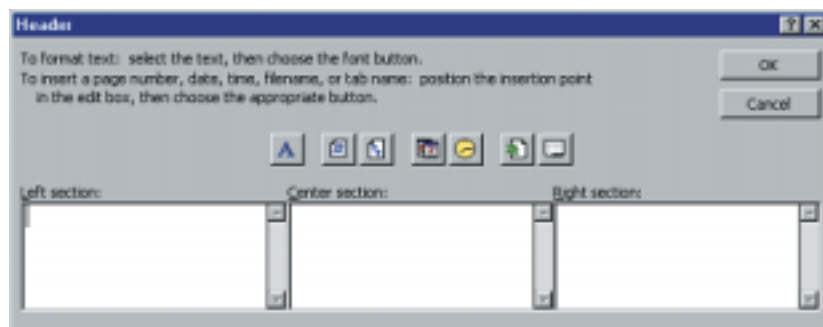 Header
To format text: select the text, then choose the font button.
To insert a page number, date, time, filename, or tab name: position the insertion point
in the edit box, then choose the appropriate button.
OK
Cancel
A
Left section:
Center section:
Right section: